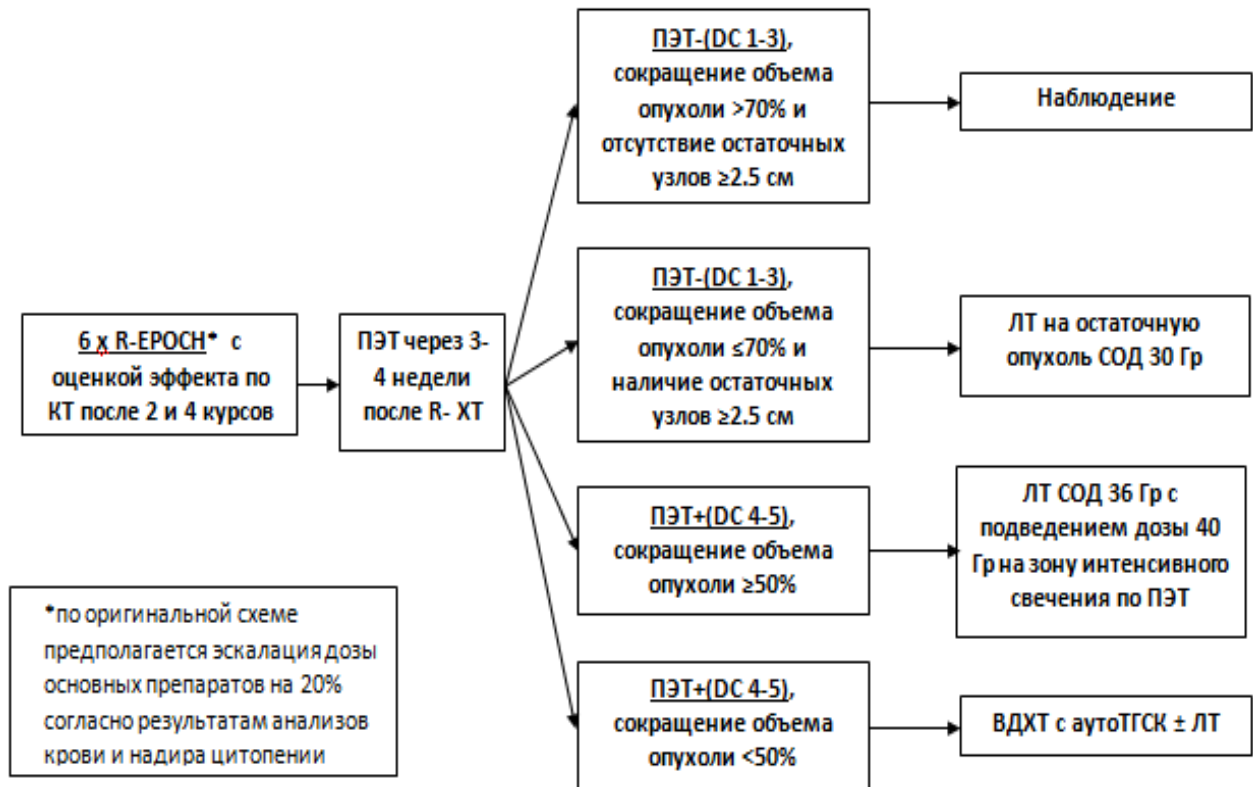 6 x R-EPOCH* с
оценкой эффекта по
КТ после 2 и 4 курсов
ПЭТ через 3-
4 недели
после R- ХТ
ПЭТ-(DC 1-3),
сокращение объема
опухоли >70% и
отсутствие остаточных
узлов ≥2.5 см
Наблюдение
ПЭТ-(DC 1-3),
сокращение объема
опухоли ≤70% и
наличие остаточных
узлов ≥2.5 см
ЛТ на остаточную
опухоль СОД 30 Гр
ПЭТ+(DC 4-5),
сокращение объема
опухоли ≥50%
ЛТ СОД 36 Гр с
подведением дозы 40
Гр на зону интенсивного
свечения по ПЭТ
ПЭТ+(DC 4-5),
сокращение объема
опухоли <50%
ВДХТ с аутоТГСК ± ЛТ
*по оригинальной схеме
предполагается эскалация дозы
основных препаратов на 20%
согласно результатам анализов
крови и надира цитопении